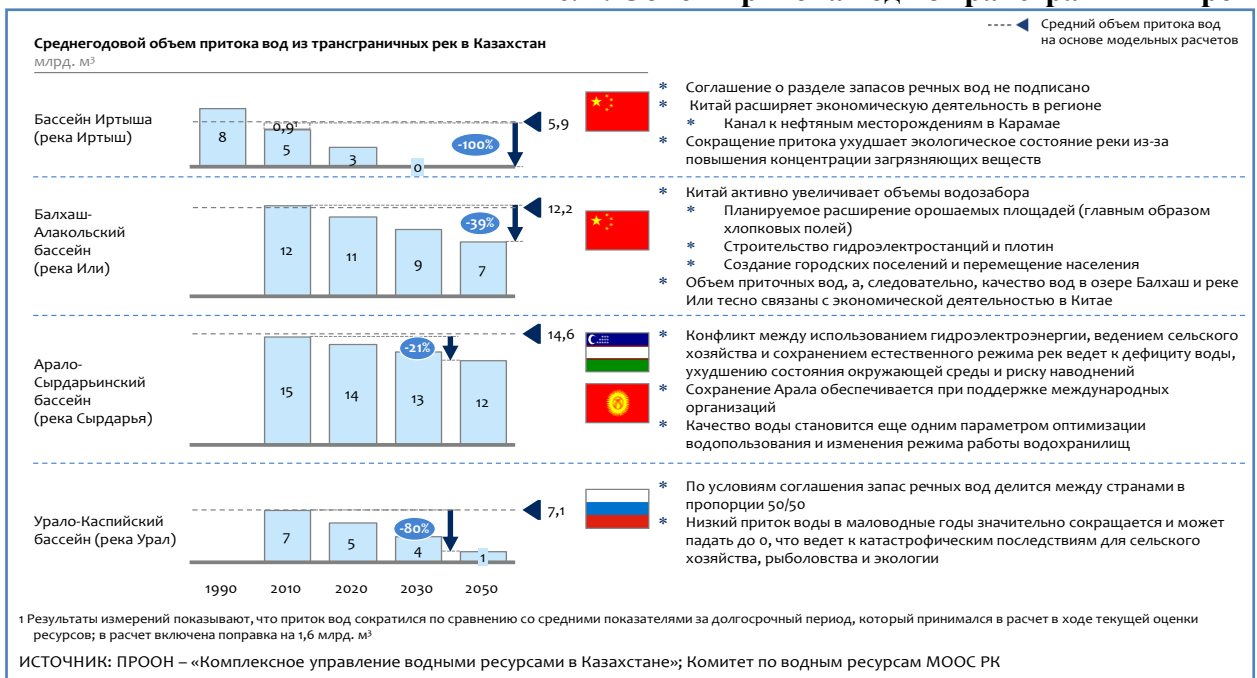 Средний объем притока вод
на основе модельных расчетов
Среднегодовой объем притока вод из трансграничных рек в Казахстан
млрд. м³
Бассейн Иртыша
(река Иртыш)
8
0,9¹
5
3
0
-100%
5,9
* Соглашение о разделе запасов речных вод не подписано
* Китай расширяет экономическую деятельность в регионе
* Канал к нефтяным месторождениям в Карамае
* Сокращение притока ухудшает экологическое состояние реки из-за
повышения концентрации загрязняющих веществ
Балхаш-
Алакольский
бассейн
(река Или)
12
11
9
7
-39%
12,2
* Китай активно увеличивает объемы водозабора
* Планируемое расширение орошаемых площадей (главным образом
хлопковых полей)
* Строительство гидроэлектростанций и плотин
* Создание городских поселений и перемещение населения
* Объем приточных вод, а, следовательно, качество вод в озере Балхаш и реке
Или тесно связаны с экономической деятельностью в Китае
Арало-
Сырдарьинский
бассейн
(река Сырдарья)
15
14
13
12
-21%
14,6
* Конфликт между использованием гидроэлектроэнергии, ведением сельского
хозяйства и сохранением естественного режима рек ведет к дефициту воды,
ухудшению состояния окружающей среды и риску наводнений
* Сохранение Арала обеспечивается при поддержке международных
организаций
* Качество воды становится еще одним параметром оптимизации
водопользования и изменения режима работы водохранилищ
Урало-Каспийский
бассейн (река Урал)
7
5
4
1
-80%
7,1
* По условиям соглашения запас речных вод делится между странами в
пропорции 50/50
* Низкий приток воды в маловодные годы значительно сокращается и может
падать до 0, что ведет к катастрофическим последствиям для сельского
хозяйства, рыболовства и экологии
1990 2010 2020 2030 2050
1 Результаты измерений показывают, что приток вод сократился по сравнению со средними показателями за долгосрочный период, который принимался в расчет в ходе текущей оценки
ресурсов; в расчет включена поправка на 1,6 млрд. м³
ИСТОЧНИК: ПРООН – «Комплексное управление водными ресурсами в Казахстане»; Комитет по водным ресурсам МООС РК